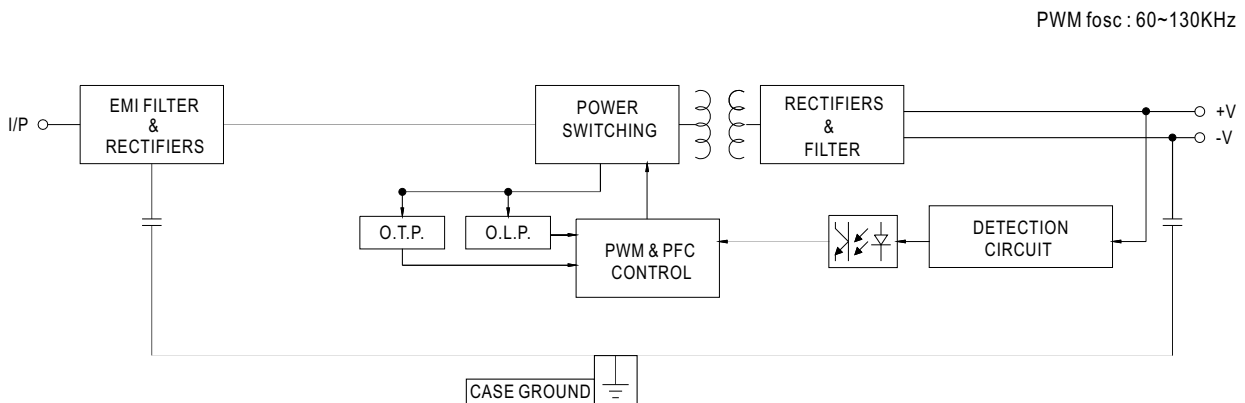 PWM fosc : 60~130KHz
I/P
EMI FILTER
&
RECTIFIERS
POWER
SWITCHING
RECTIFIERS
&
FILTER
+V
-V
O.T.P.
O.L.P.
PWM & PFC
CONTROL
DETECTION
CIRCUIT
CASE GROUND